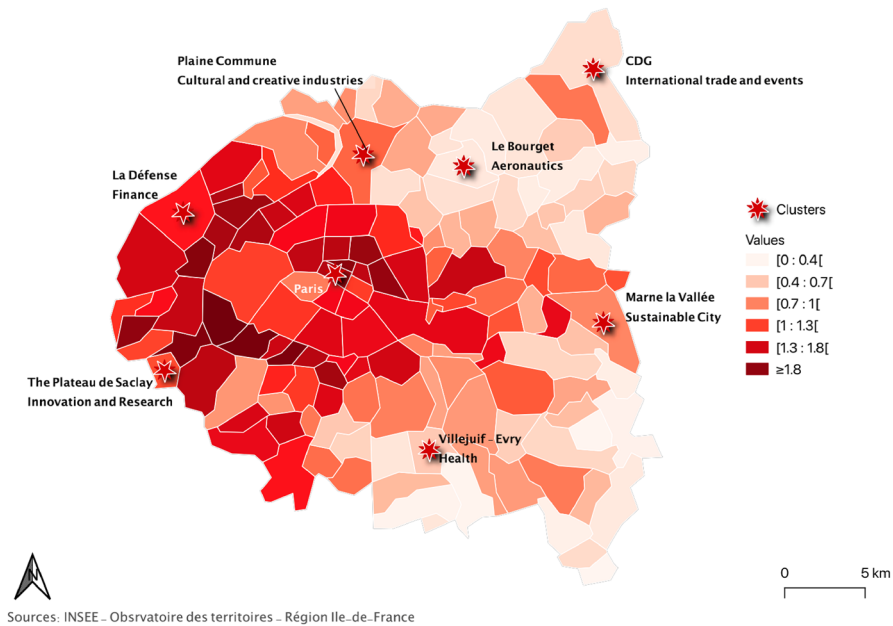 Plaine Commune
Cultural and creative industries
CDG
International trade and events
Le Bourget
Aeronautics
La Défense
Finance
Clusters
Values
[0 : 0.4[
[0.4 : 0.7[
[0.7 : 1[
[1 : 1.3[
[1.3 : 1.8[
≥1.8
Paris
Marne la Vallée
Sustainable City
The Plateau de Saclay
Innovation and Research
Villejuif - Evry
Health
N
0 5 km
Sources: INSEE - Obsrvatoire des territoires - Région Ile-de-France